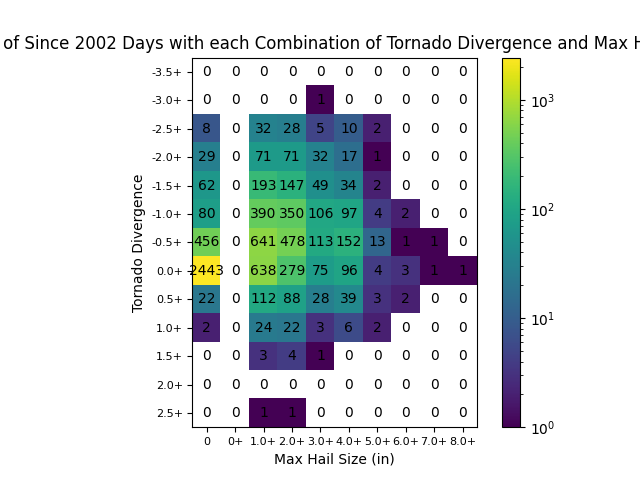 of Since 2002 Days with each Combination of Tornado Divergence and Max H
-3.5+ 0 0 0 0 0 0 0 0 0 0
-3.0+ 0 0 0 0 1 0 0 0 0 0
-2.5+ 8 0 32 28 5 10 2 0 0 0
-2.0+ 29 0 71 71 32 17 1 0 0 0
-1.5+ 62 0 193 147 49 34 2 0 0 0
-1.0+ 80 0 390 350 106 97 4 2 0 0
-0.5+ 456 0 641 478 113 152 13 1 1 0
0.0+ 2443 0 638 279 75 96 4 3 1 1
0.5+ 22 0 112 88 28 39 3 2 0 0
1.0+ 2 0 24 22 3 6 2 0 0 0
1.5+ 0 0 3 4 1 0 0 0 0 0
2.0+ 0 0 0 0 0 0 0 0 0 0
2.5+ 0 0 1 1 0 0 0 0 0 0
0 0+ 1.0+ 2.0+ 3.0+ 4.0+ 5.0+ 6.0+ 7.0+ 8.0+
Max Hail Size (in)
Tornado Divergence
10³
10²
10¹
10⁰